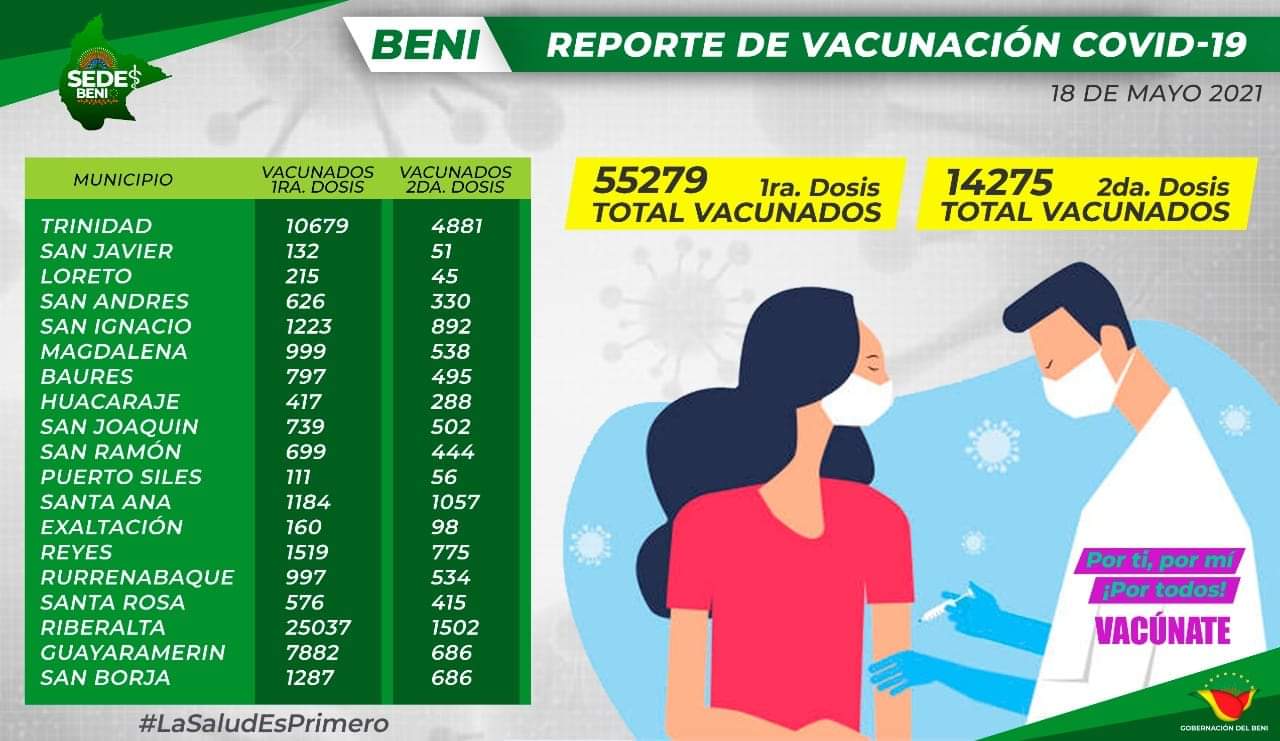 SEDES
BENI
BENI REPORTE DE VACUNACIÓN COVID-19
18 DE MAYO 2021
MUNICIPIO VACUNADOS 1RA. DOSIS VACUNADOS 2DA. DOSIS
TRINIDAD 10679 4881
SAN JAVIER 132 51
LORETO 215 45
SAN ANDRES 626 330
SAN IGNACIO 1223 892
MAGDALENA 999 538
BAURES 797 495
HUACARAJE 417 288
SAN JOAQUIN 739 502
SAN RAMÓN 699 444
PUERTO SILES 111 56
SANTA ANA 1184 1057
EXALTACIÓN 160 98
REYES 1519 775
RURRENABAQUE 997 534
SANTA ROSA 576 415
RIBERALTA 25037 1502
GUAYARAMERIN 7882 686
SAN BORJA 1287 686
#LaSaludEsPrimero
55279 1ra. Dosis
TOTAL VACUNADOS
14275 2da. Dosis
TOTAL VACUNADOS
Por ti, por mí
¡Por todos!
VACÚNATE
GOBERNACIÓN DEL BENI